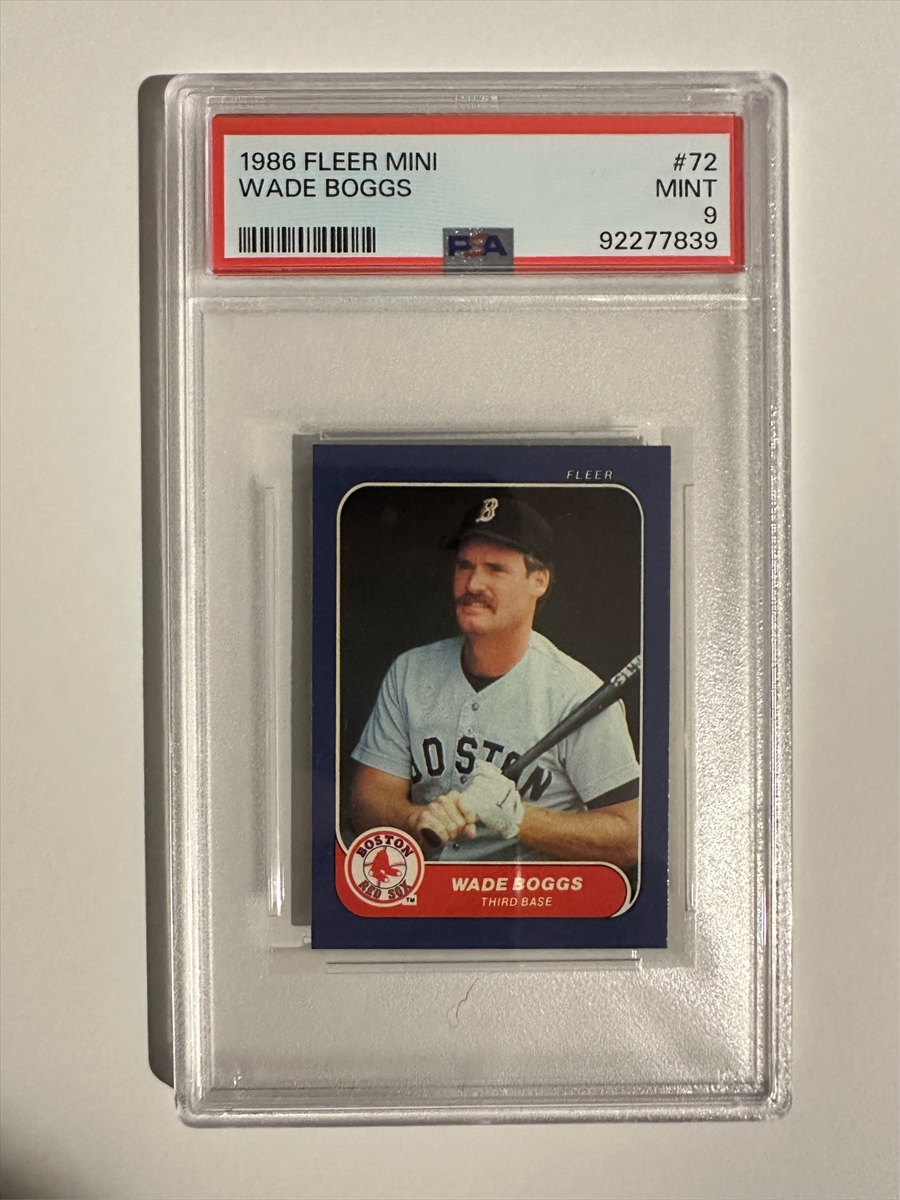 1986 FLEER MINI #72
WADE BOGGS MINT
9
PSA 92277839
FLEER
B
BOSTON
BOSTON
RED SOX
TM
WADE BOGGS
THIRD BASE